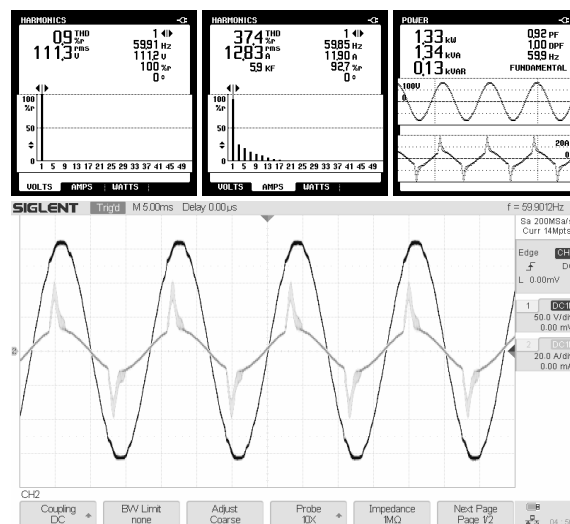 HARMONICS
0.9 THD %r
111.3 rms V
1
59.91 Hz
111.2 V
100 %r
0°
100
%r
50
0
1 5 9 13 17 21 25 29 33 37 41 45 49
VOLTS AMPS WATTS
HARMONICS
37.4 THD %r
12.83 rms A
5.9 KF
1
59.85 Hz
11.90 A
92.7 %r
0°
100
%r
50
0
1 5 9 13 17 21 25 29 33 37 41 45 49
VOLTS AMPS WATTS
POWER
1.33 kW
1.34 kVA
0.13 kVAR
0.92 PF
1.00 DPF
59.9 Hz
FUNDAMENTAL
100V
0
20A
0
SIGLENT Trig'd M 5.00ms Delay 0.00µs f = 59.9012Hz
Sa 200MSa/s
Curr 14Mpts
Edge CH
L 0.00mV
1 DC1
50.0 V/div
0.00 mV
2 DC1
20.0 A/div
0.00 mA
CH2
Coupling DC
BW Limit none
Adjust Coarse
Probe 10X
Impedance 1MΩ
Next Page Page 1/2